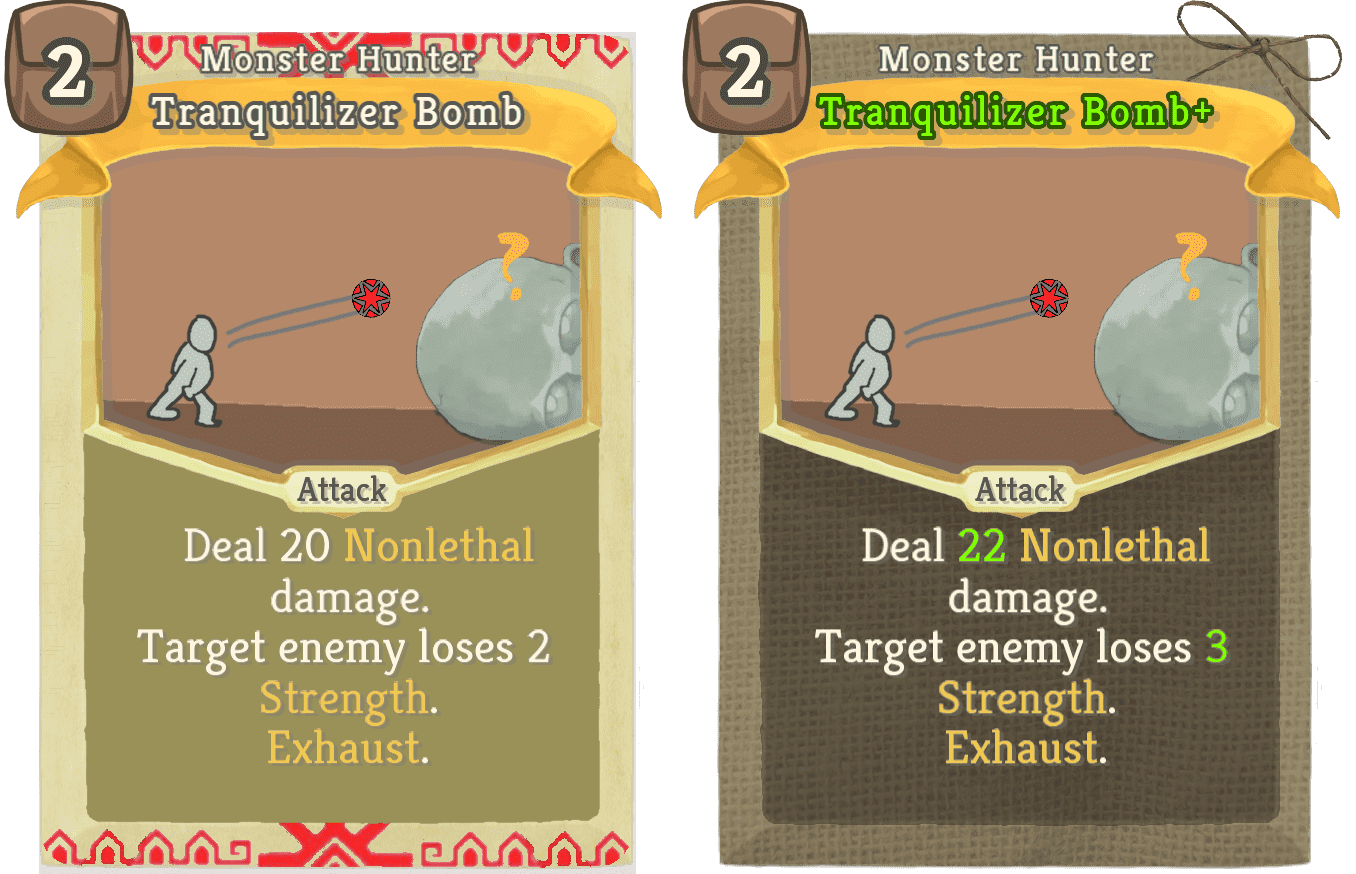 2
Monster Hunter
Tranquilizer Bomb
?
Attack
Deal 20 Nonlethal
damage.
Target enemy loses 2
Strength.
Exhaust.
2
Monster Hunter
Tranquilizer Bomb+
?
Attack
Deal 22 Nonlethal
damage.
Target enemy loses 3
Strength.
Exhaust.